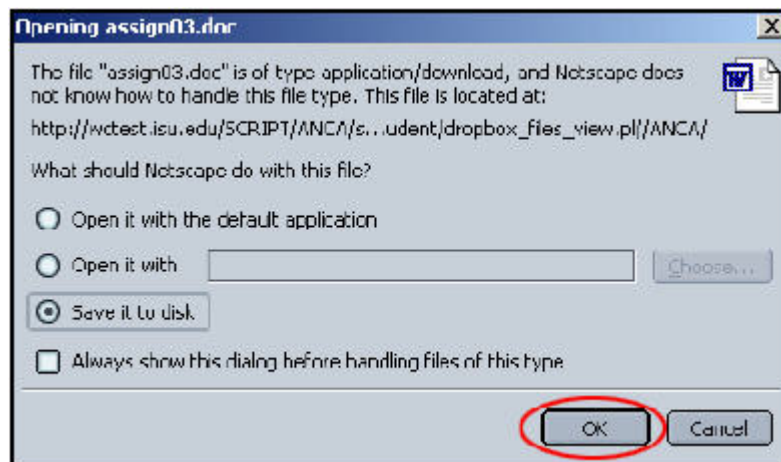 Opening assign03.doc
The file "assign03.doc" is of type application/download, and Netscape does
not know how to handle this file type. This file is located at:
http://wctest.isu.edu/SCRIPT/ANCA/s...udent/dropbox_files_view.pl//ANCA/
What should Netscape do with this file?
Open it with the default application
Open it with
Choose...
Save it to disk
Always show this dialog before handling files of this type
OK Cancel